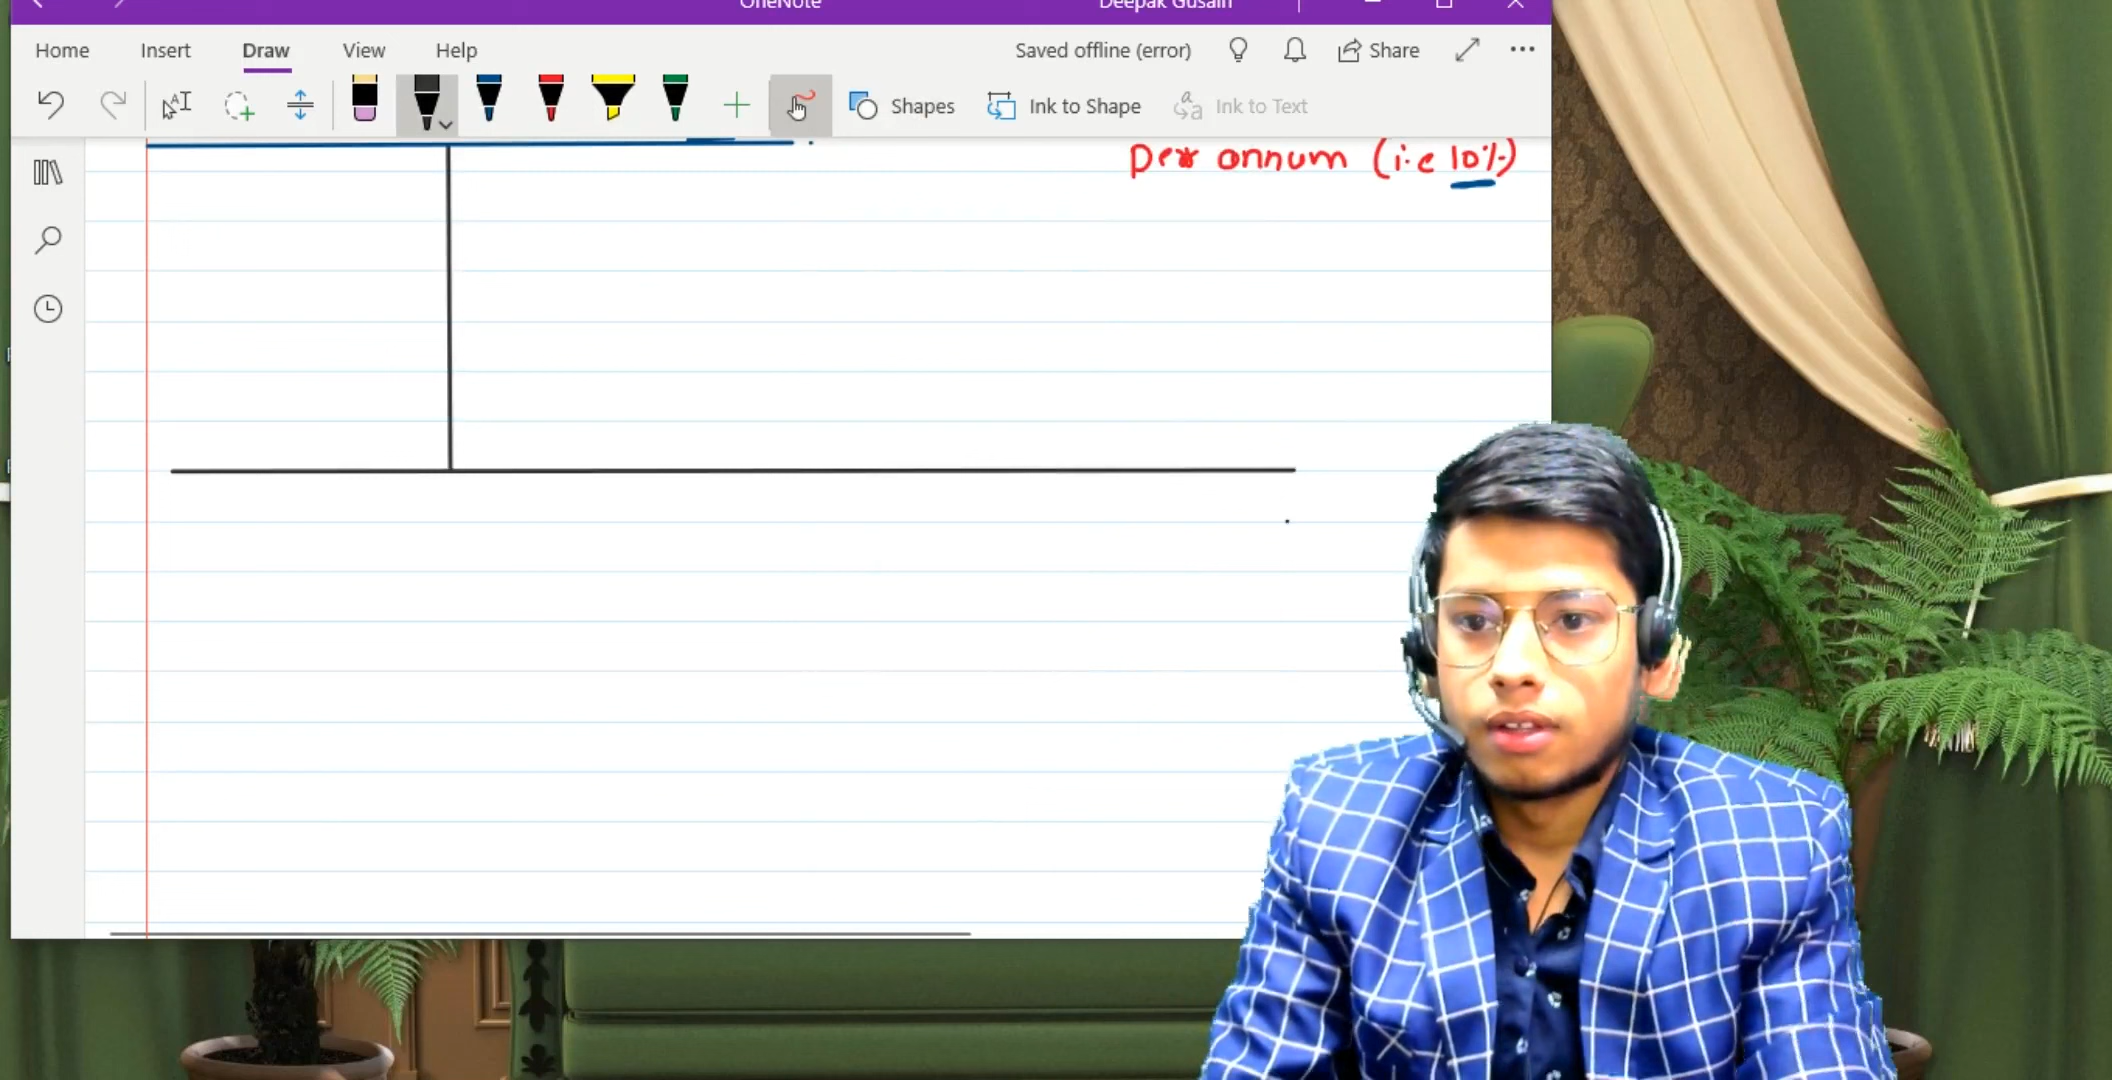 OneNote
Deepak Gusain
Home Insert Draw View Help Saved offline (error) Share
Shapes Ink to Shape Ink to Text
Per annum (i.e 10%)